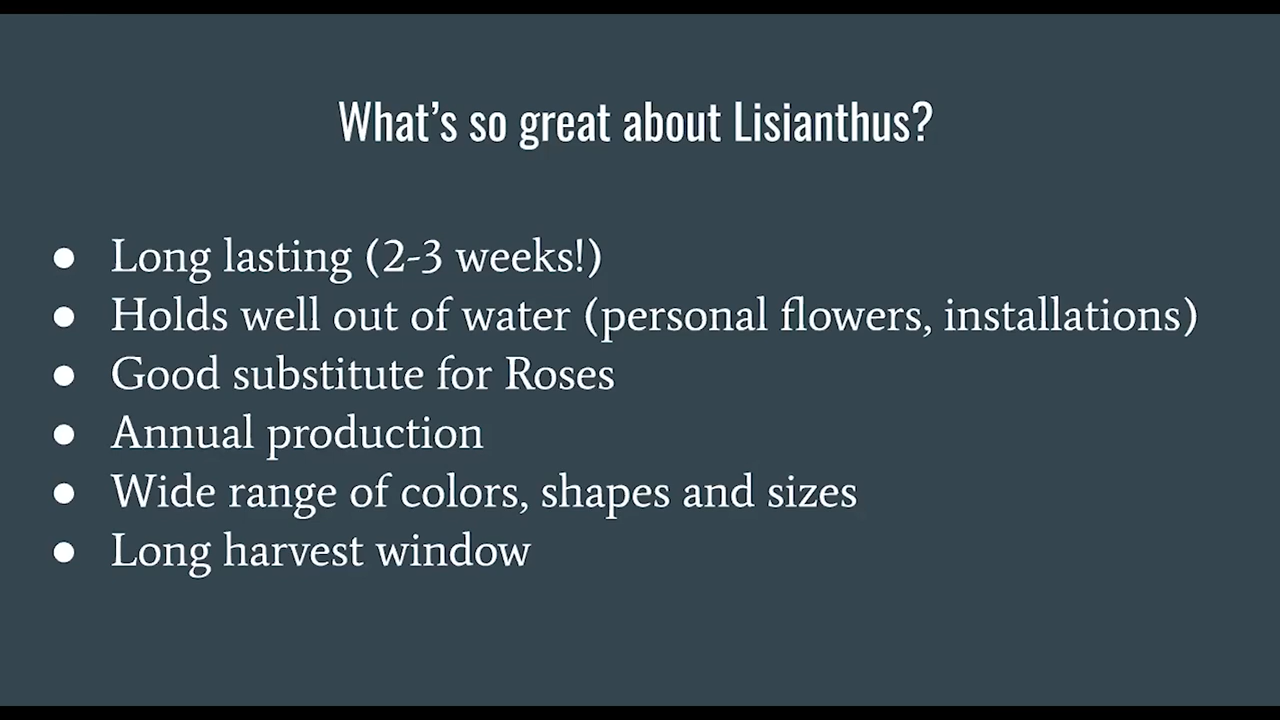 What’s so great about Lisianthus?
● Long lasting (2-3 weeks!)
● Holds well out of water (personal flowers, installations)
● Good substitute for Roses
● Annual production
● Wide range of colors, shapes and sizes
● Long harvest window